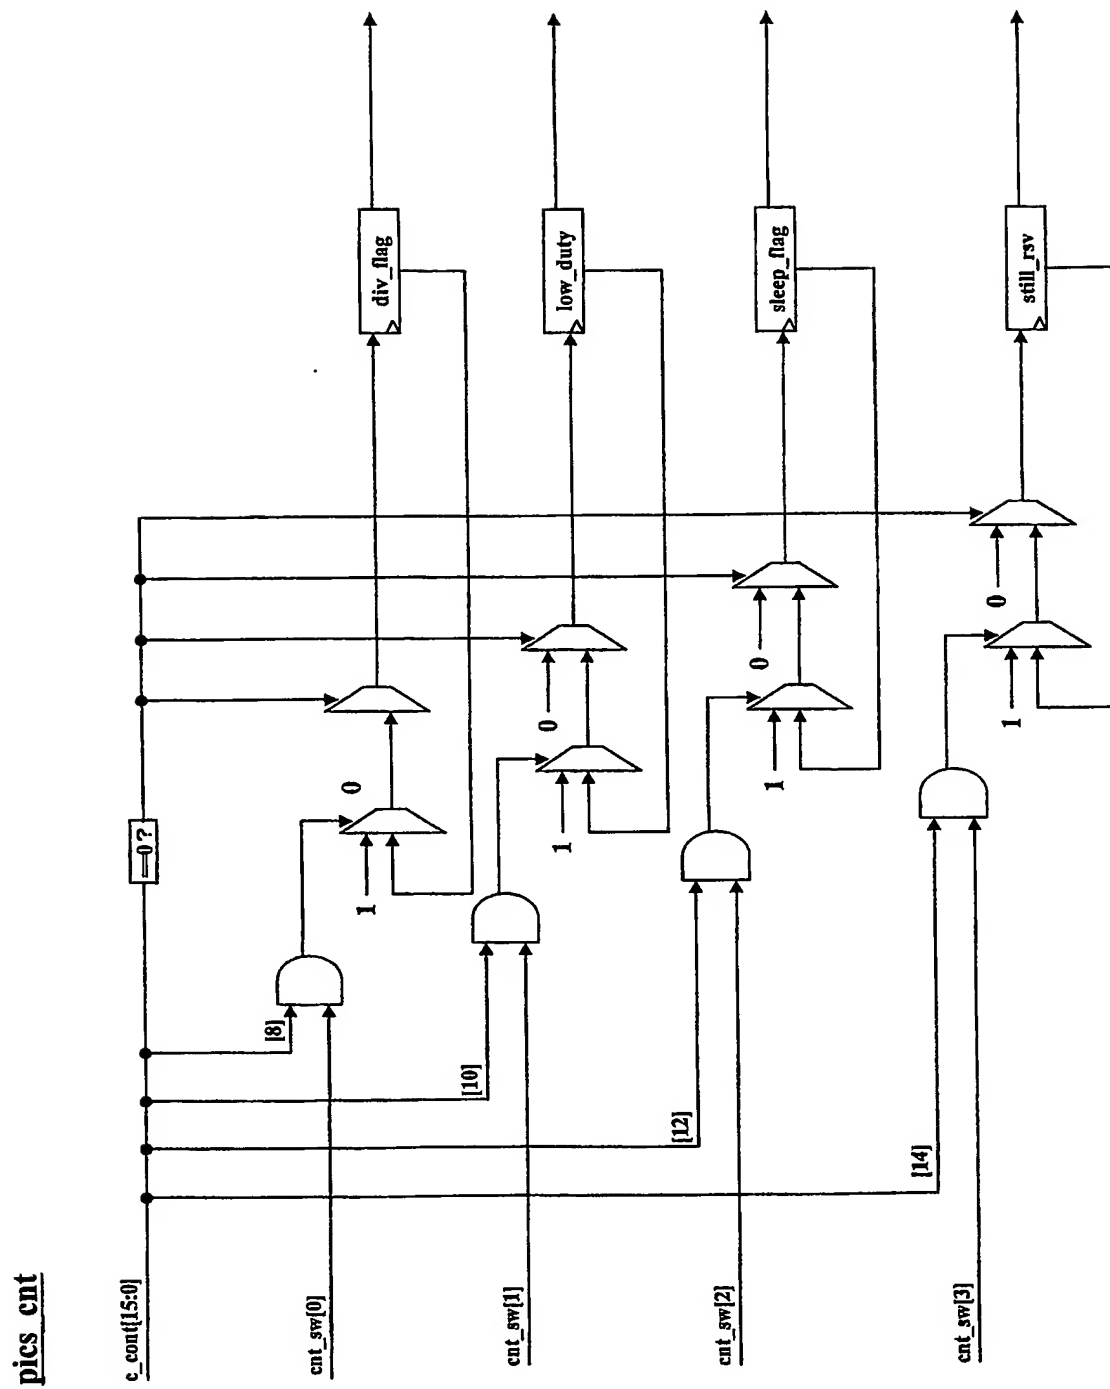 pics_cnt
c_cont[15:0]
==0 ?
cnt_sw[0]
[8]
1
0
div_flag
cnt_sw[1]
[10]
1
0
low_duty
cnt_sw[2]
[12]
1
0
sleep_flag
cnt_sw[3]
[14]
1
0
still_rsv